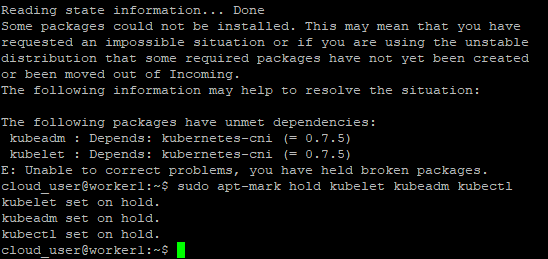 Reading state information... Done
Some packages could not be installed. This may mean that you have
requested an impossible situation or if you are using the unstable
distribution that some required packages have not yet been created
or been moved out of Incoming.
The following information may help to resolve the situation:

The following packages have unmet dependencies:
 kubeadm : Depends: kubernetes-cni (= 0.7.5)
 kubelet : Depends: kubernetes-cni (= 0.7.5)
E: Unable to correct problems, you have held broken packages.
cloud_user@worker1:~$ sudo apt-mark hold kubelet kubeadm kubectl
kubelet set on hold.
kubeadm set on hold.
kubectl set on hold.
cloud_user@worker1:~$